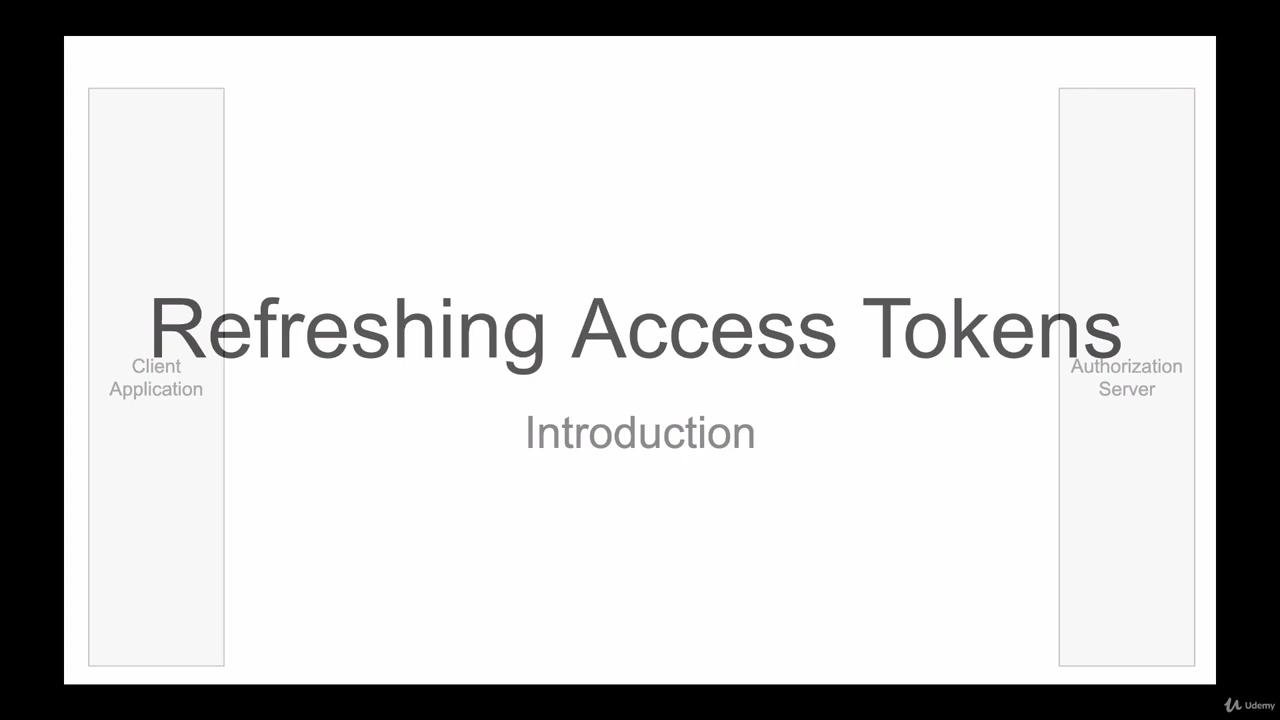 Refreshing Access Tokens
Client
Application
Authorization
Server
Introduction
Udemy